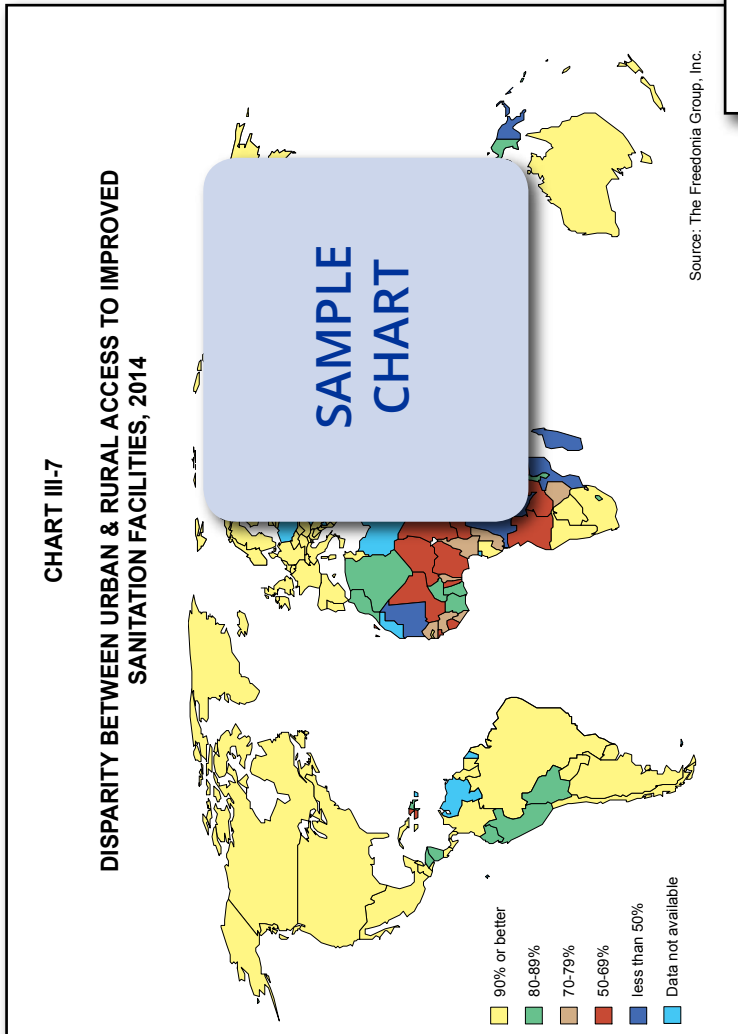 CHART III-7
DISPARITY BETWEEN URBAN & RURAL ACCESS TO IMPROVED
SANITATION FACILITIES, 2014
SAMPLE
CHART
90% or better
80-89%
70-79%
50-69%
less than 50%
Data not available
Source: The Freedonia Group, Inc.